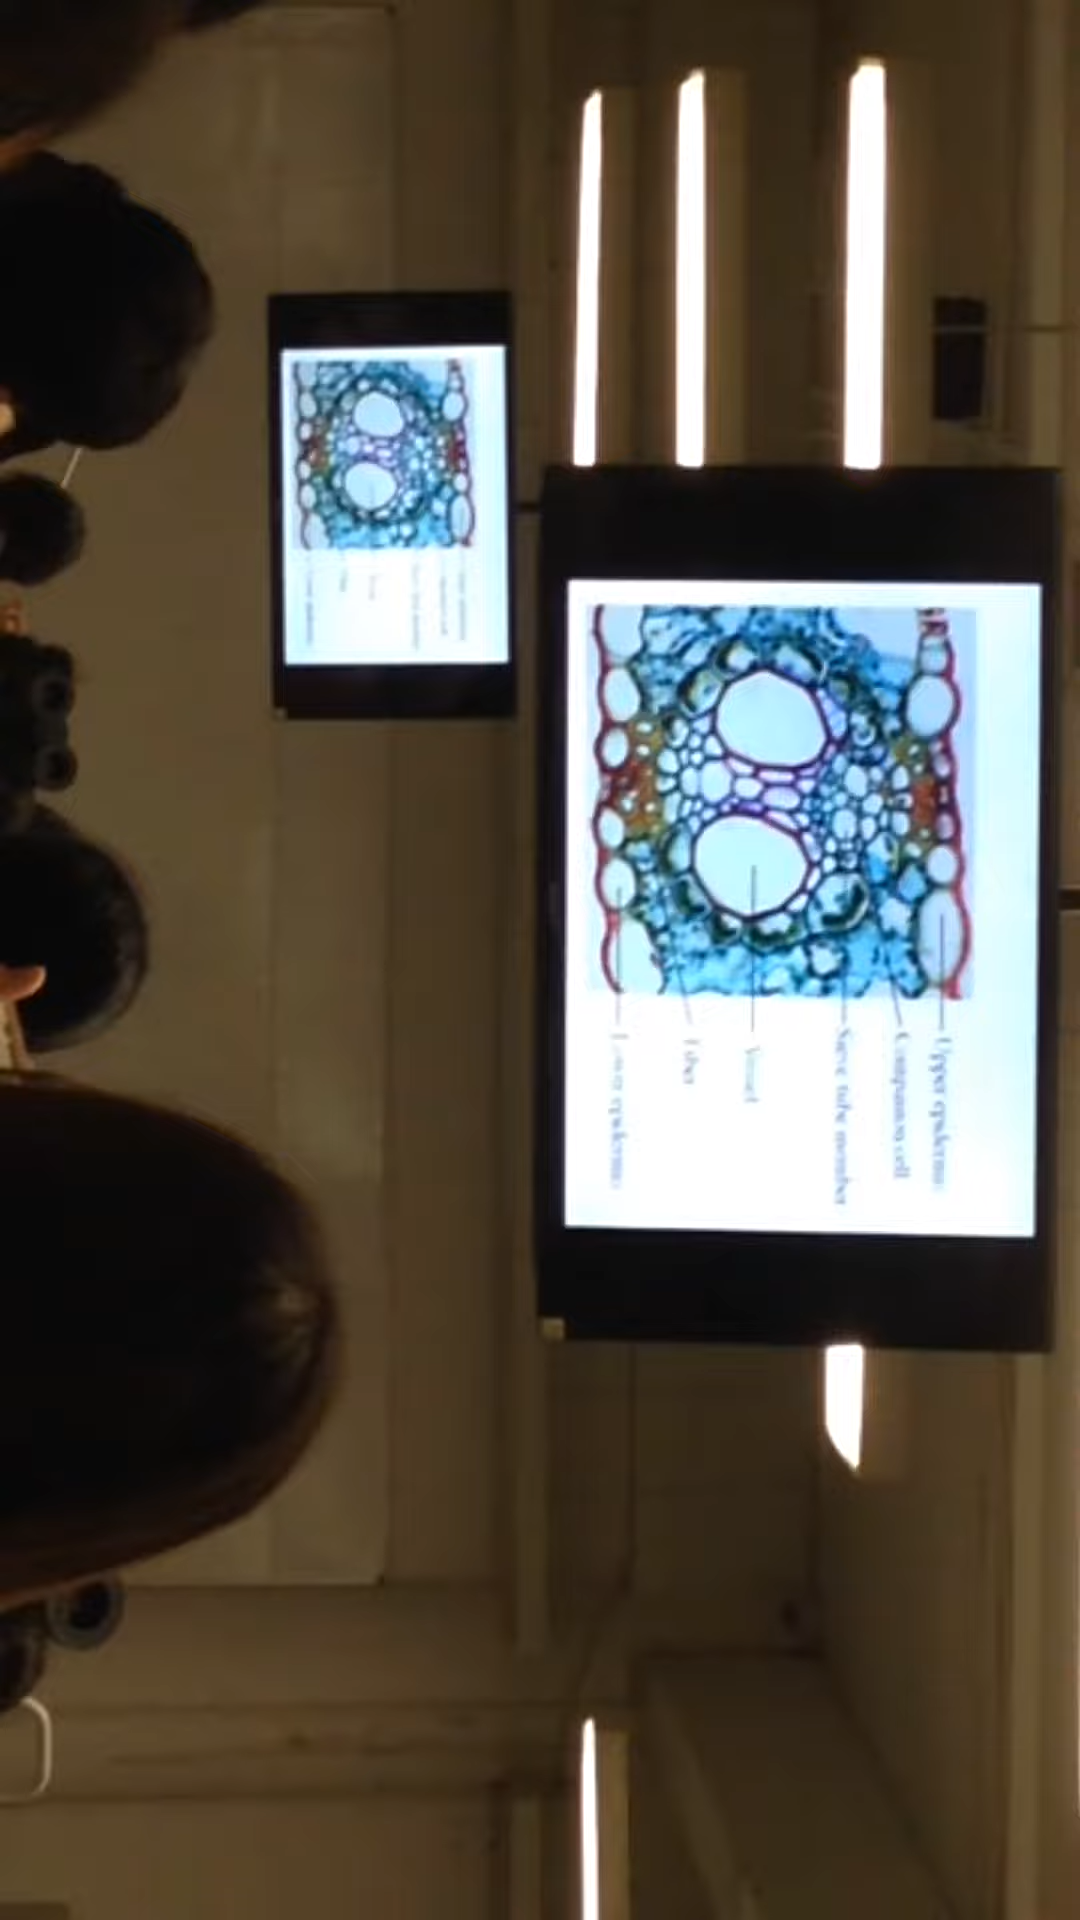 Upper epidermis
Companion cell
Sieve tube member
Vessel
Fiber
Lower epidermis